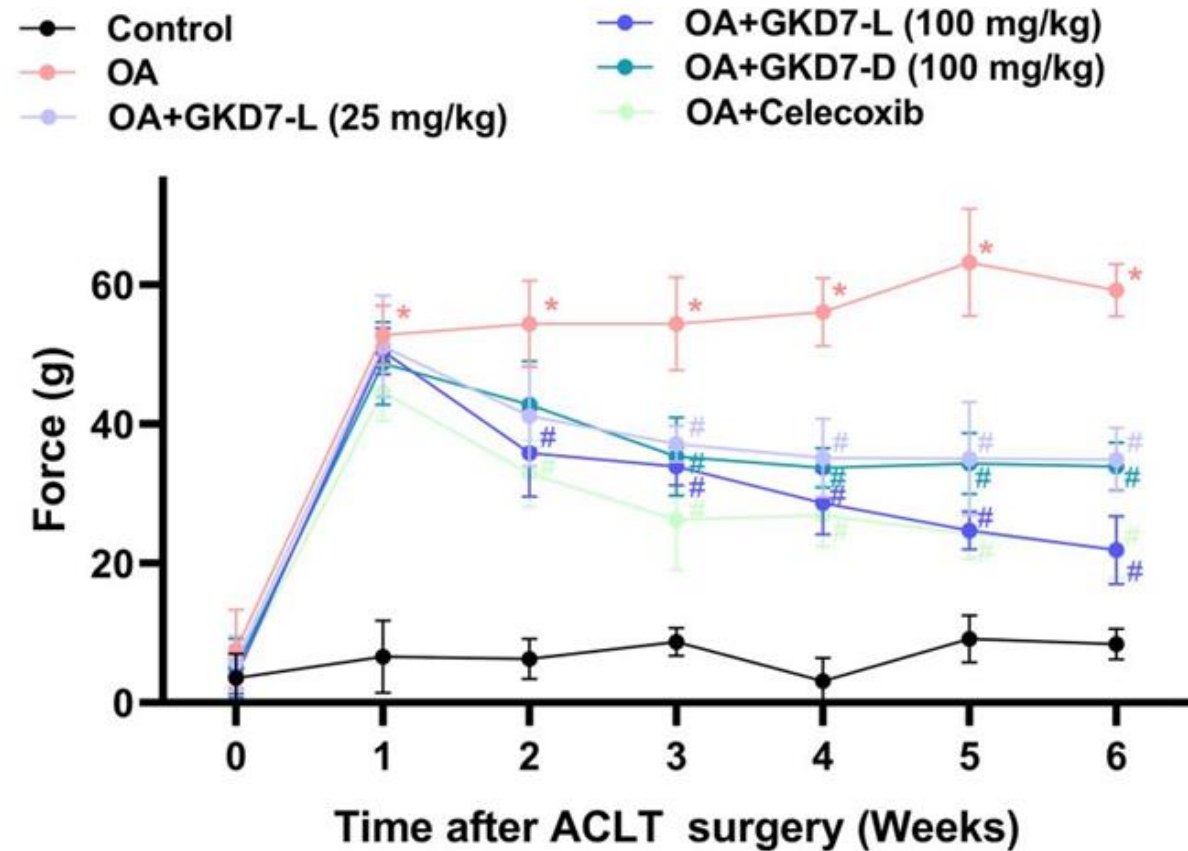 Control
OA
OA+GKD7-L (25 mg/kg)
OA+GKD7-L (100 mg/kg)
OA+GKD7-D (100 mg/kg)
OA+Celecoxib
Force (g)
60
40
20
0
* * * * * *
# # # # #
# # # #
# # # #
# # # # #
0 1 2 3 4 5 6
Time after ACLT surgery (Weeks)